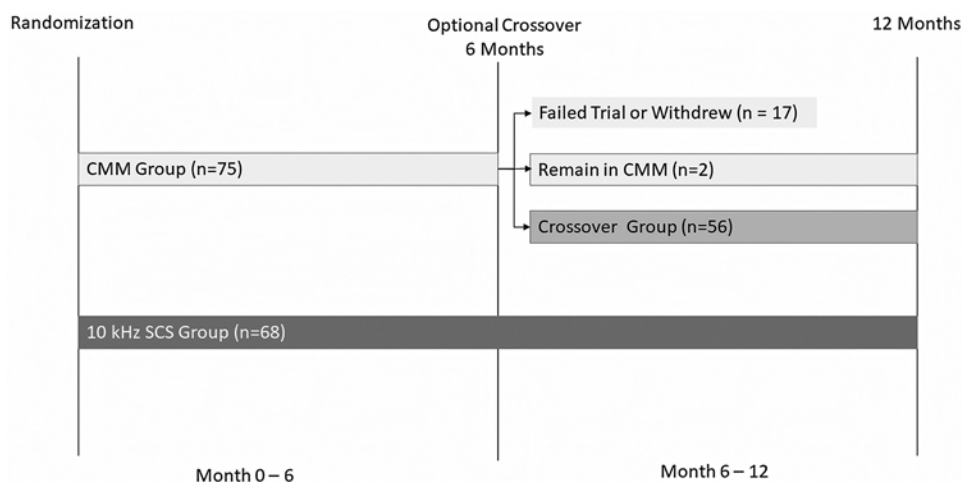 Randomization
Optional Crossover
6 Months
12 Months
Failed Trial or Withdrew (n = 17)
CMM Group (n=75)
Remain in CMM (n=2)
Crossover Group (n=56)
10 kHz SCS Group (n=68)
Month 0 – 6
Month 6 – 12